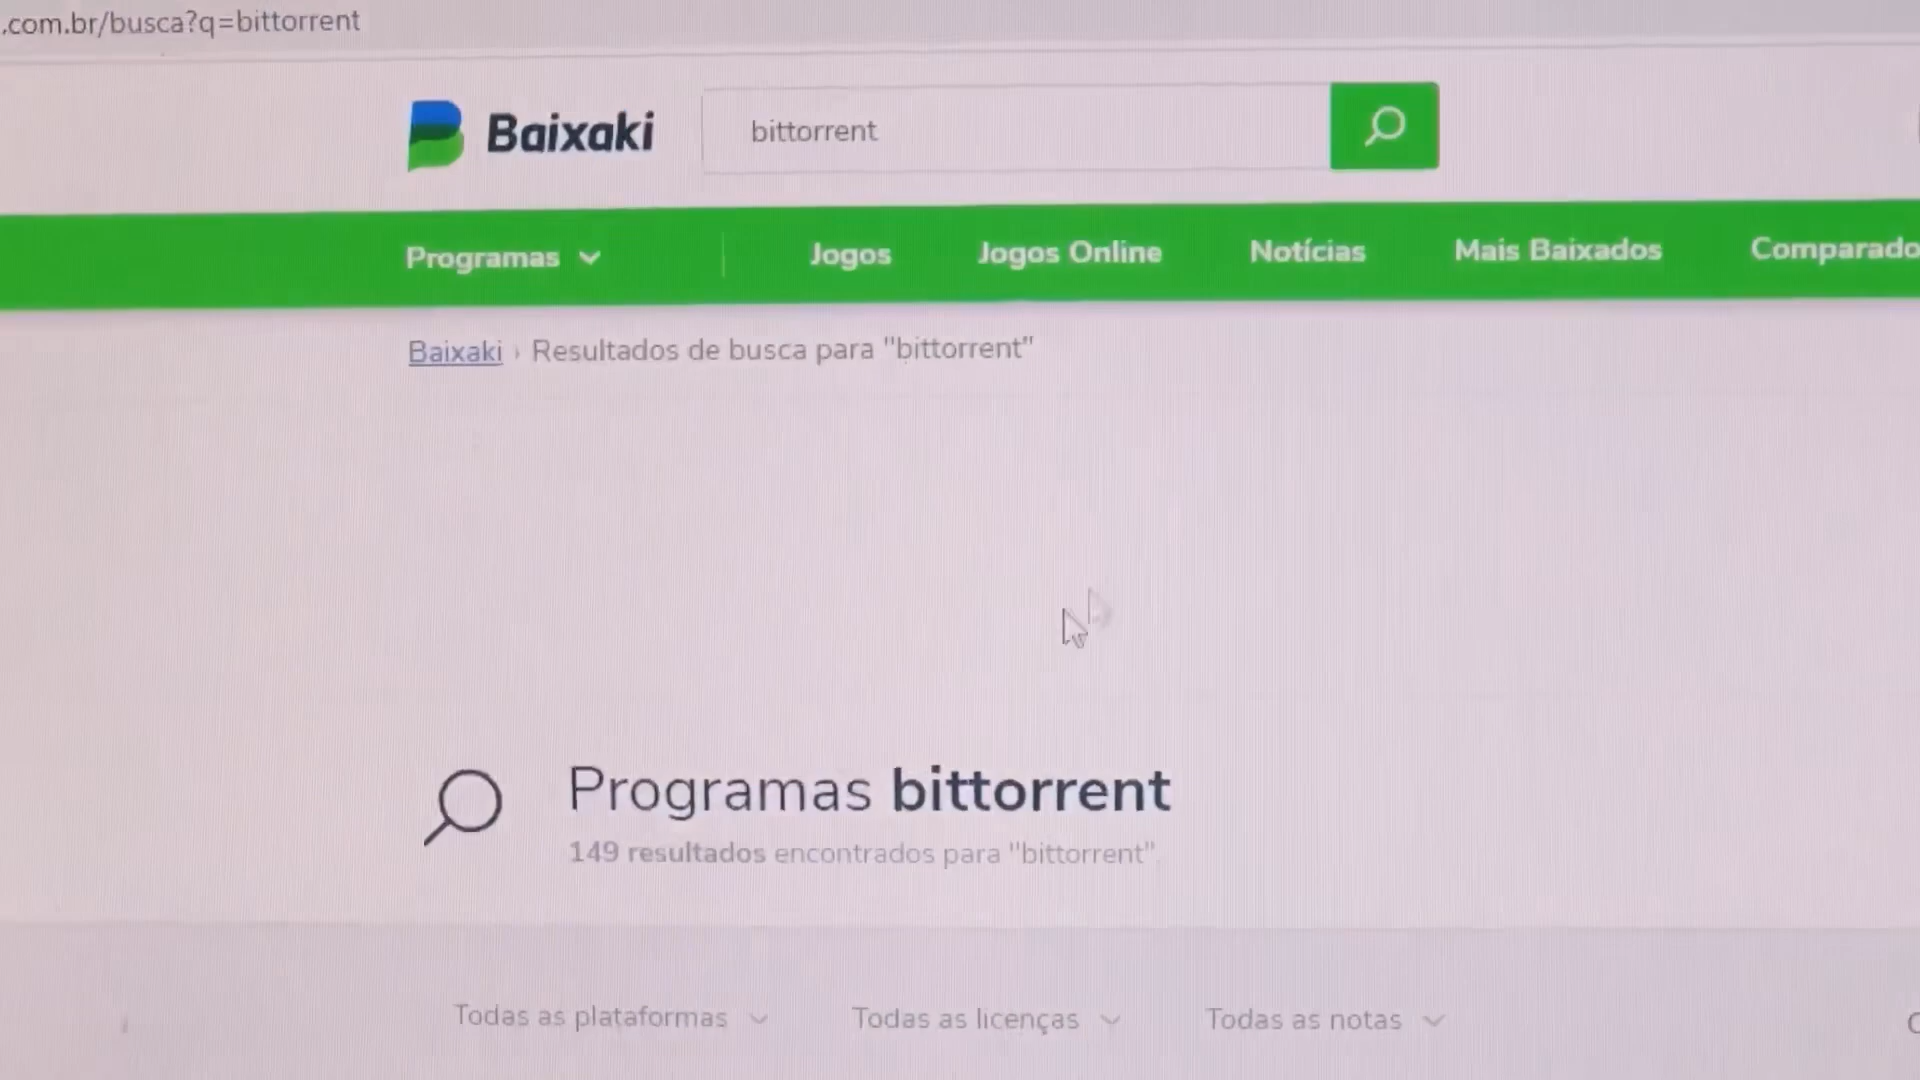 .com.br/busca?q=bittorrent
Baixaki
bittorrent
Programas
Jogos
Jogos Online
Notícias
Mais Baixados
Comparado
Baixaki › Resultados de busca para "bittorrent"
Programas bittorrent
149 resultados encontrados para "bittorrent".
Todas as plataformas
Todas as licenças
Todas as notas